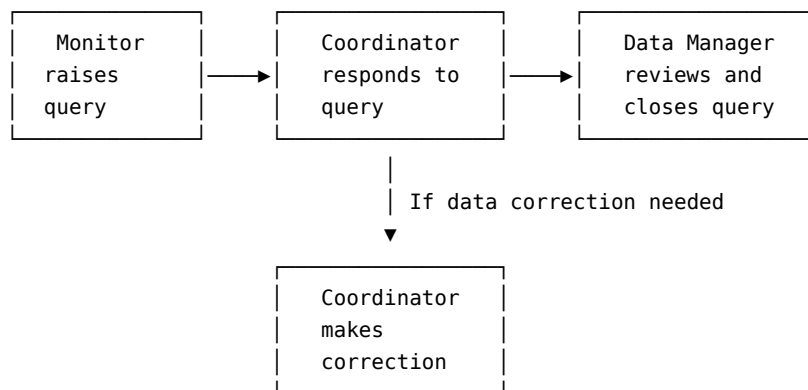 Monitor
raises
query
Coordinator
responds to
query
Data Manager
reviews and
closes query
If data correction needed
Coordinator
makes
correction